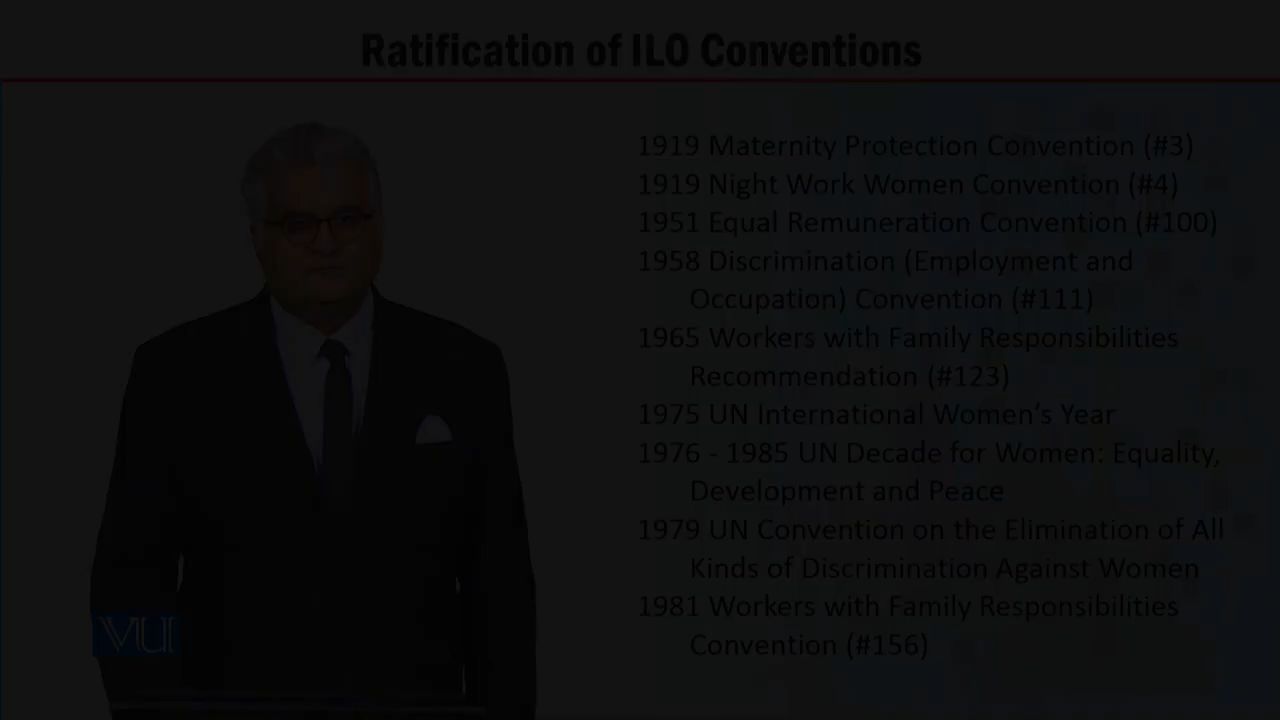 Ratification of ILO Conventions
1919 Maternity Protection Convention (#3)
1919 Night Work Women Convention (#4)
1951 Equal Remuneration Convention (#100)
1958 Discrimination (Employment and
Occupation) Convention (#111)
1965 Workers with Family Responsibilities
Recommendation (#123)
1975 UN International Women's Year
1976 - 1985 UN Decade for Women: Equality,
Development and Peace
1979 UN Convention on the Elimination of All
Kinds of Discrimination Against Women
1981 Workers with Family Responsibilities
Convention (#156)
VU